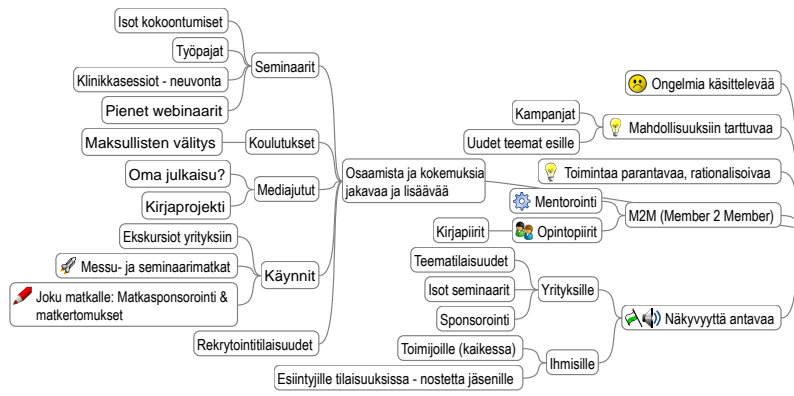 Isot kokoontumiset
Työpajat
Klinikkasessiot - neuvonta
Pienet webinaarit
Seminaarit
Maksullisten välitys
Koulutukset
Oma julkaisu?
Kirjaprojekti
Mediajutut
Ekskursiot yrityksiin
Messu- ja seminaarimatkat
Joku matkalle: Matkasponsorointi &
matkertomukset
Käynnit
Rekrytointitilaisuudet
Osaamista ja kokemuksia
jakavaa ja lisäävää
Ongelmia käsittelevää
Kampanjat
Uudet teemat esille
Mahdollisuuksiin tarttuvaa
Toimintaa parantavaa, rationalisoivaa
Mentorointi
Kirjapiirit
Opintopiirit
M2M (Member 2 Member)
Teematilaisuudet
Isot seminaarit
Sponsorointi
Yrityksille
Toimijoille (kaikessa)
Esiintyjille tilaisuuksissa - nostetta jäsenille
Ihmisille
Näkyvyyttä antavaa